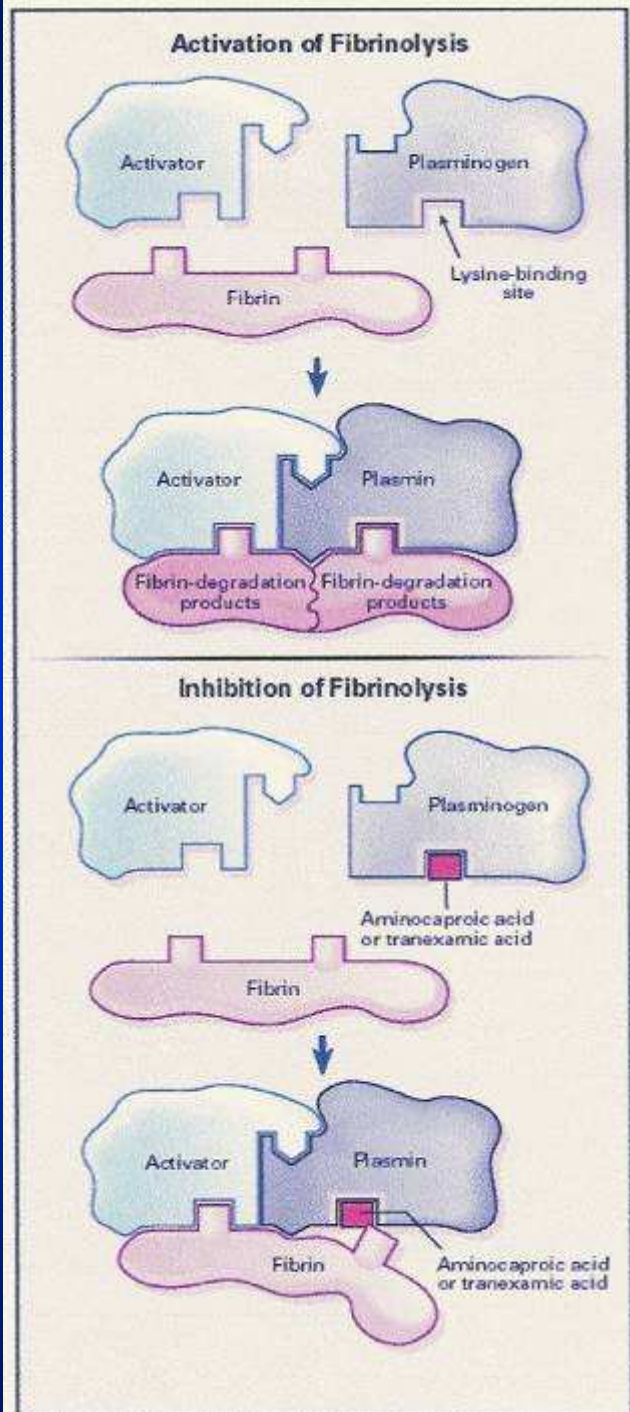 Activation of Fibrinolysis
Activator
Plasminogen
Lysine-binding
site
Fibrin
Activator
Plasmin
Fibrin-degradation
products
Fibrin-degradation
products
Inhibition of Fibrinolysis
Activator
Plasminogen
Aminocaproic acid
or tranexamic acid
Fibrin
Activator
Plasmin
Fibrin
Aminocaproic acid
or tranexamic acid